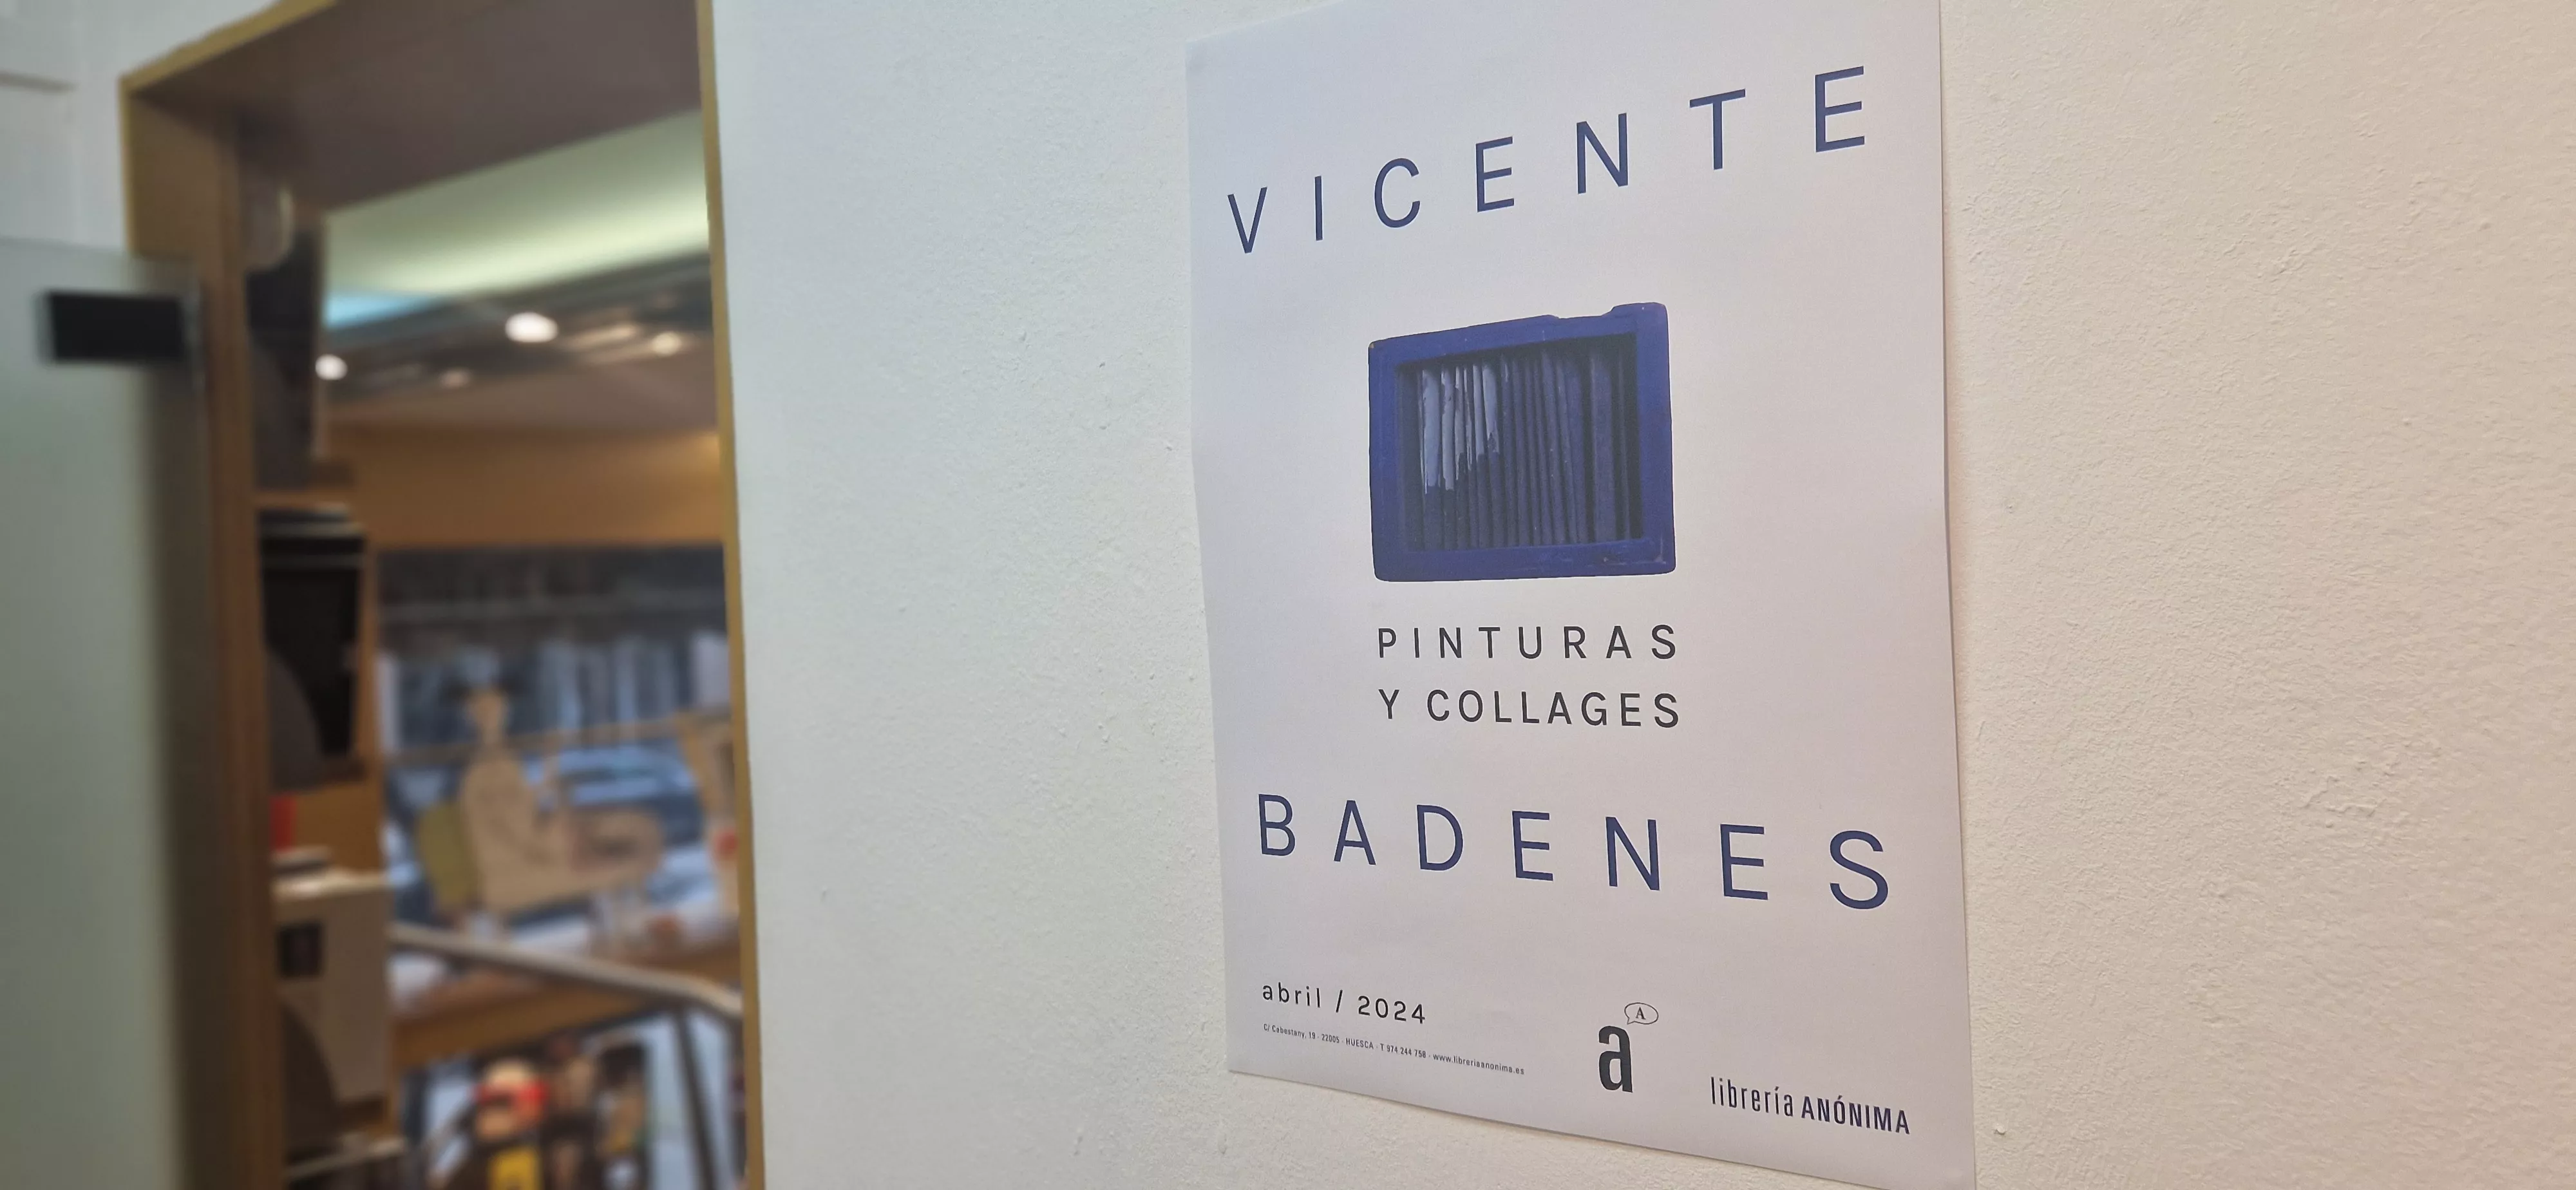 VICENTE
PINTURAS
Y COLLAGES
BADENES
abril / 2024
C/ Cabestany, 19 - 22005 - HUESCA - T 974 244 758 - www.libreriaanonima.es
A
a
librería ANÓNIMA